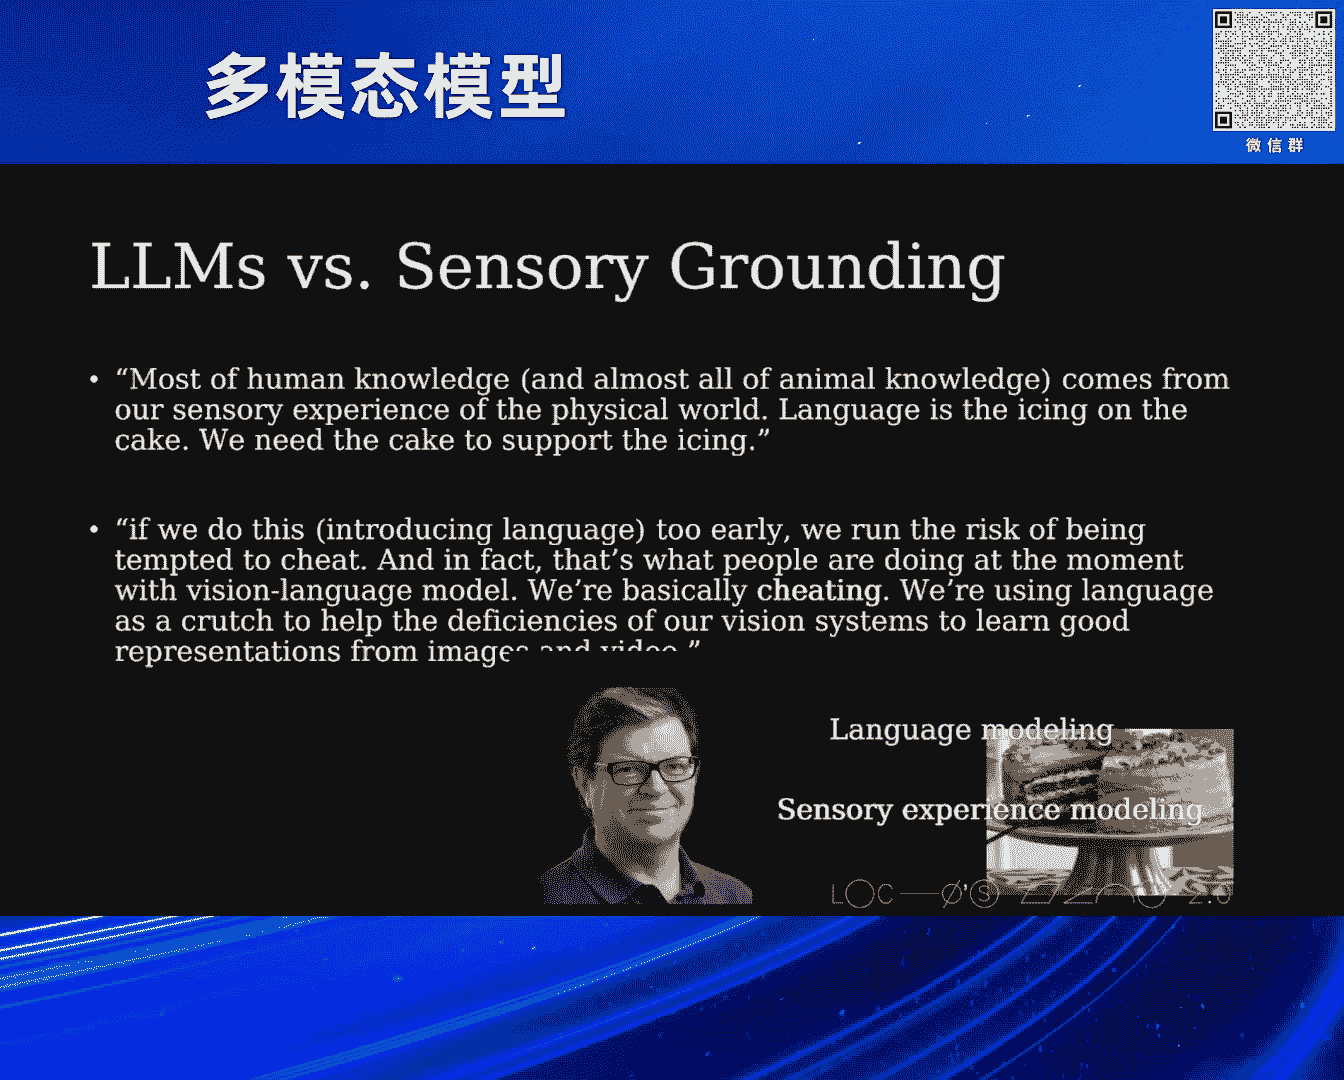 多模态模型
微信群
LLMs vs. Sensory Grounding
• “Most of human knowledge (and almost all of animal knowledge) comes from
our sensory experience of the physical world. Language is the icing on the
cake. We need the cake to support the icing.”
• “if we do this (introducing language) too early, we run the risk of being
tempted to cheat. And in fact, that’s what people are doing at the moment
with vision-language model. We’re basically cheating. We’re using language
as a crutch to help the deficiencies of our vision systems to learn good
representations from images and video.”
Language modeling
Sensory experience modeling